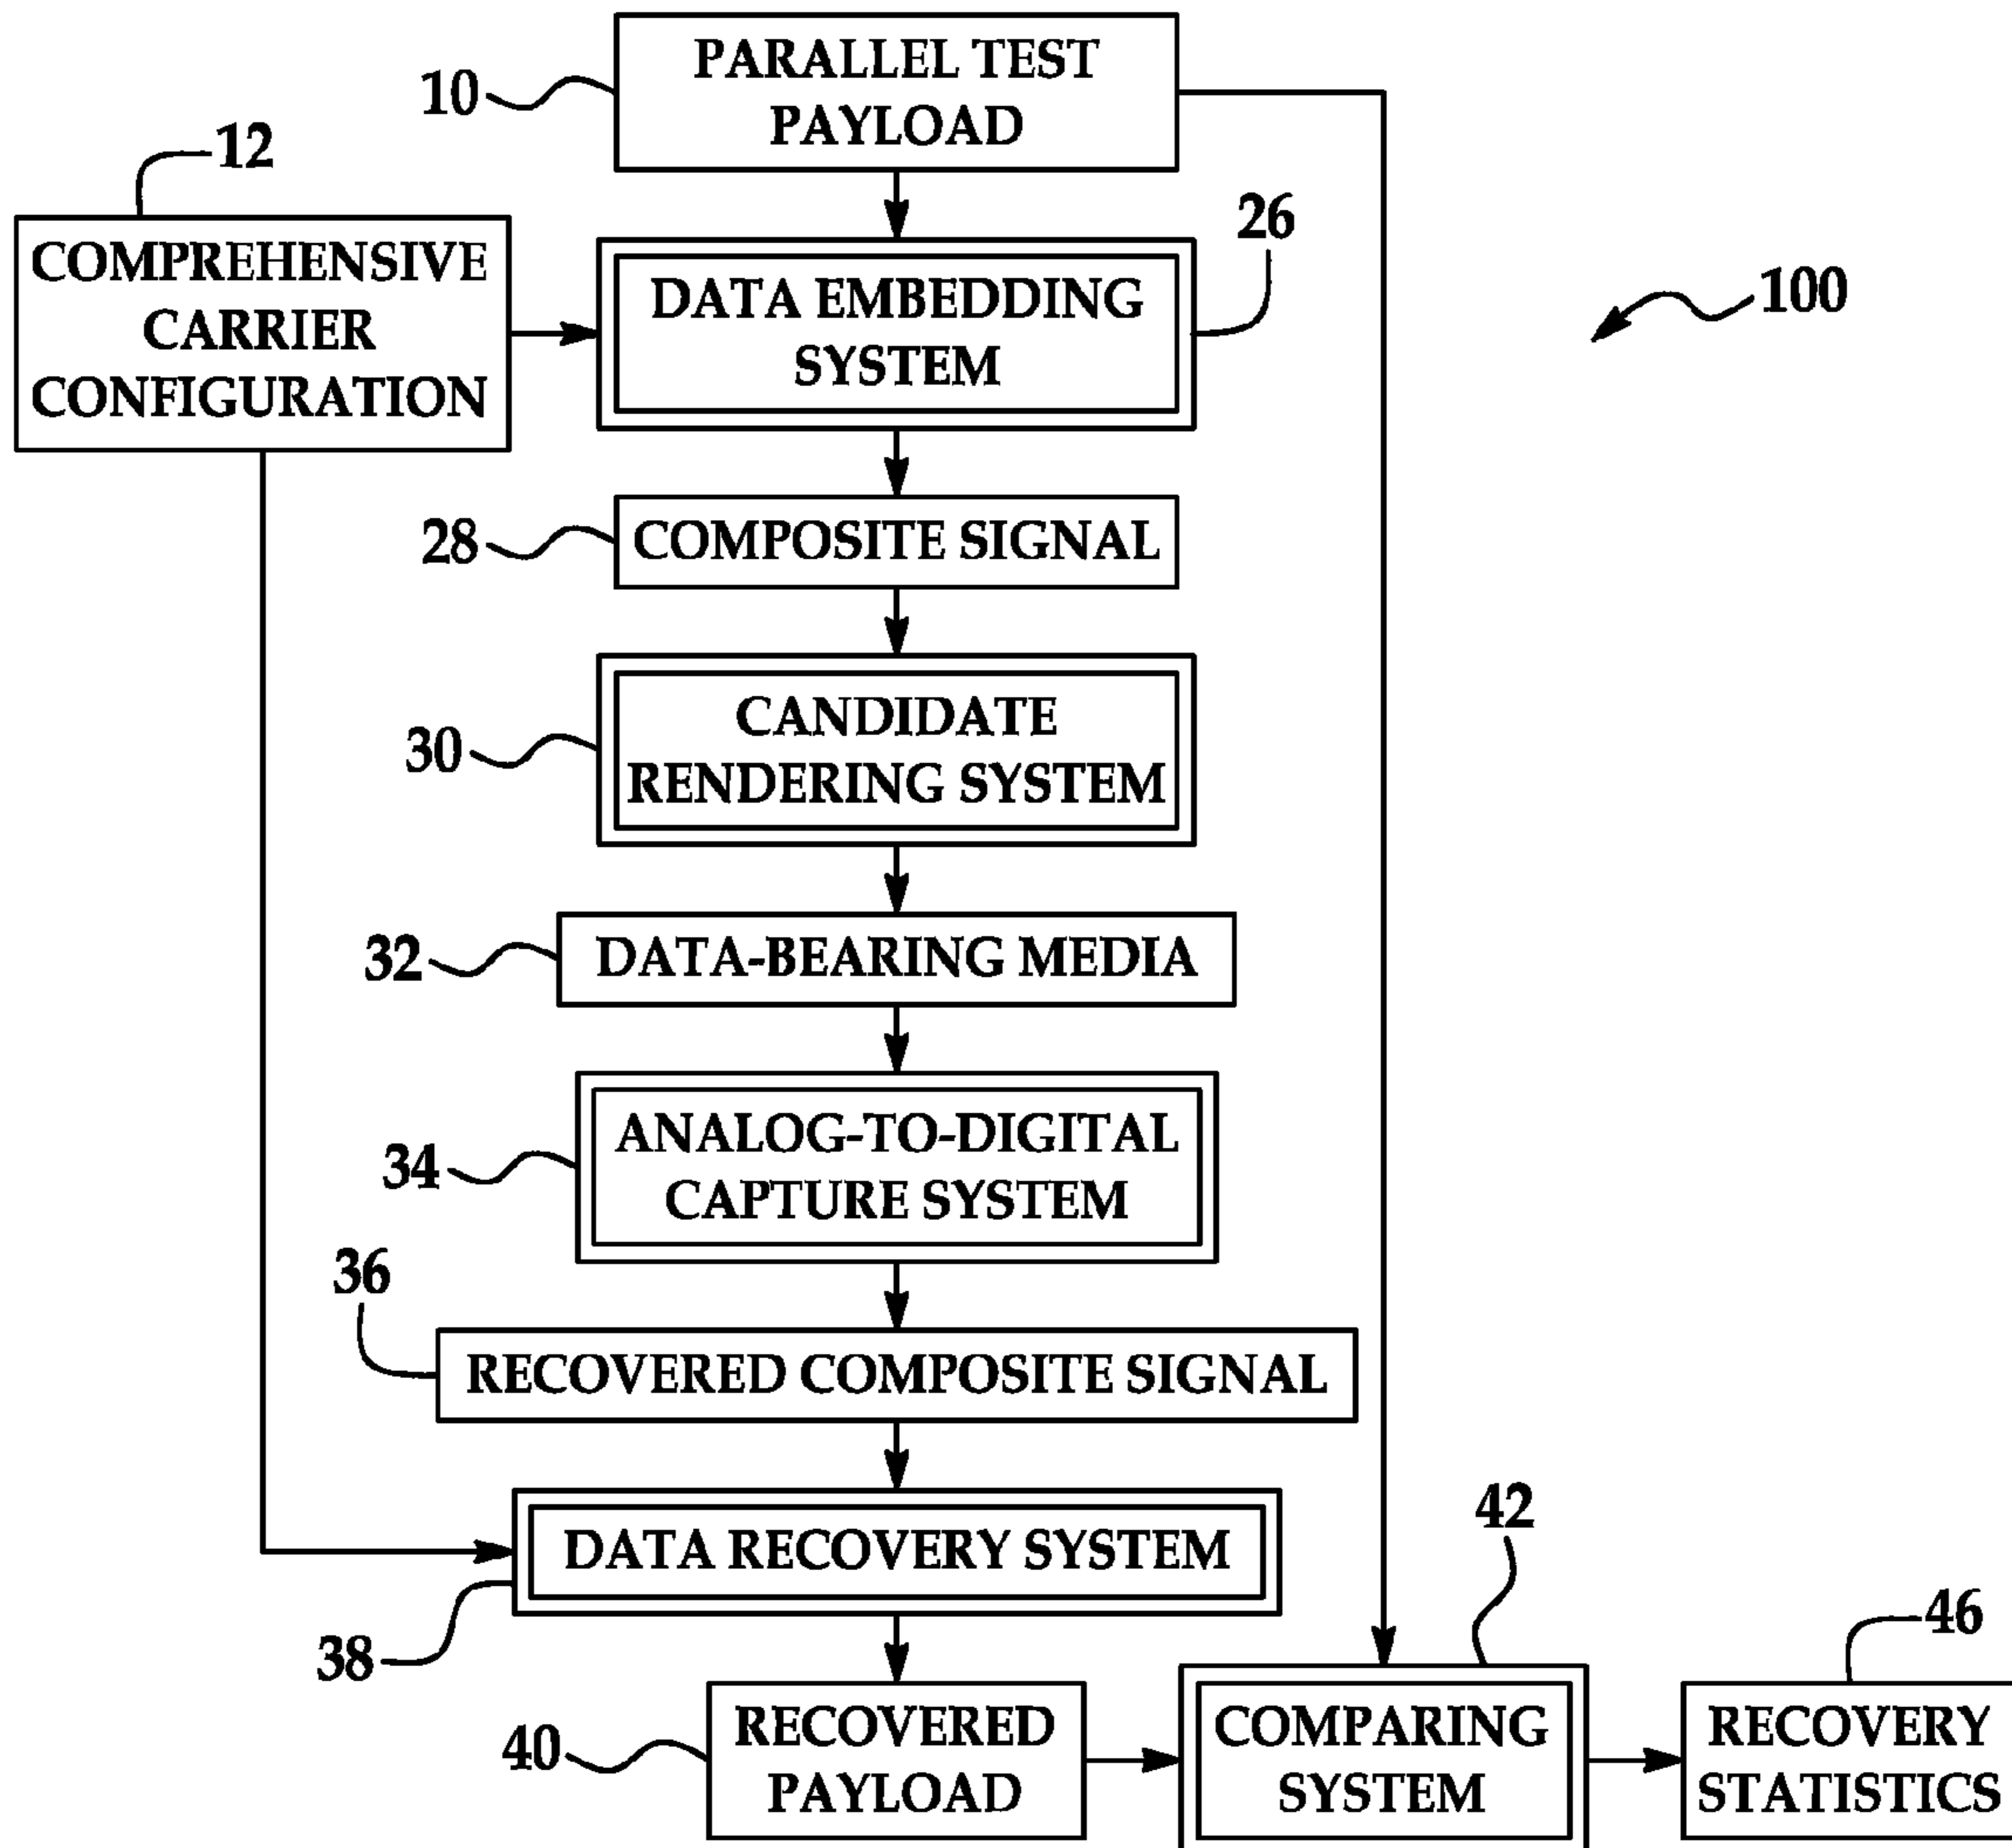 PARALLEL TEST
PAYLOAD
10
12
COMPREHENSIVE
CARRIER
CONFIGURATION
26
DATA EMBEDDING
SYSTEM
100
28
COMPOSITE SIGNAL
30
CANDIDATE
RENDERING SYSTEM
32
DATA-BEARING MEDIA
34
ANALOG-TO-DIGITAL
CAPTURE SYSTEM
36
RECOVERED COMPOSITE SIGNAL
DATA RECOVERY SYSTEM
38
42
46
40
RECOVERED
PAYLOAD
COMPARING
SYSTEM
RECOVERY
STATISTICS